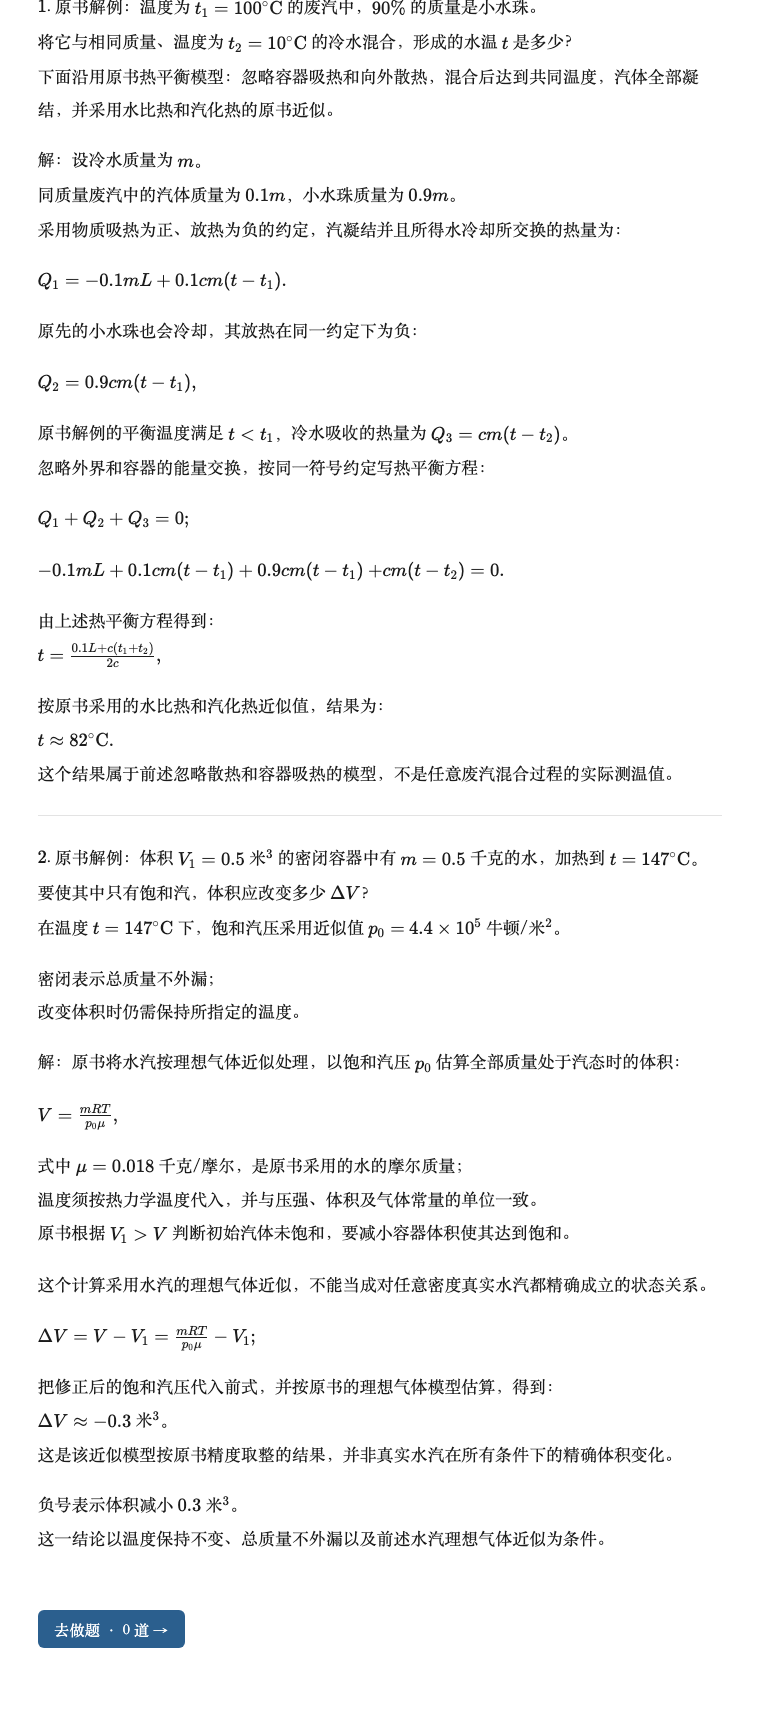 1. 原书解例：温度为 t₁ = 100°C 的废汽中，90% 的质量是小水珠。
将它与相同质量、温度为 t₂ = 10°C 的冷水混合，形成的水温 t 是多少？
下面沿用原书热平衡模型：忽略容器吸热和向外散热，混合后达到共同温度，汽体全部凝
结，并采用水比热和汽化热的原书近似。
解：设冷水质量为 m。
同质量废汽中的汽体质量为 0.1m，小水珠质量为 0.9m。
采用物质吸热为正、放热为负的约定，汽凝结并且所得水冷却所交换的热量为：
Q₁ = −0.1mL + 0.1cm(t − t₁).
原先的小水珠也会冷却，其放热在同一约定下为负：
Q₂ = 0.9cm(t − t₁),
原书解例的平衡温度满足 t < t₁，冷水吸收的热量为 Q₃ = cm(t − t₂)。
忽略外界和容器的能量交换，按同一符号约定写热平衡方程：
Q₁ + Q₂ + Q₃ = 0;
−0.1mL + 0.1cm(t − t₁) + 0.9cm(t − t₁) +cm(t − t₂) = 0.
由上述热平衡方程得到：
t = \frac{0.1L+c(t₁+t₂)}{2c},
按原书采用的水比热和汽化热近似值，结果为：
t ≈ 82°C.
这个结果属于前述忽略散热和容器吸热的模型，不是任意废汽混合过程的实际测温值。
2. 原书解例：体积 V₁ = 0.5 米³ 的密闭容器中有 m = 0.5 千克的水，加热到 t = 147°C。
要使其中只有饱和汽，体积应改变多少 ΔV？
在温度 t = 147°C 下，饱和汽压采用近似值 p₀ = 4.4 × 10⁵ 牛顿/米²。
密闭表示总质量不外漏；
改变体积时仍需保持所指定的温度。
解：原书将水汽按理想气体近似处理，以饱和汽压 p₀ 估算全部质量处于汽态时的体积：
V = \frac{mRT}{p₀μ},
式中 μ = 0.018 千克/摩尔，是原书采用的水的摩尔质量；
温度须按热力学温度代入，并与压强、体积及气体常量的单位一致。
原书根据 V₁ > V 判断初始汽体未饱和，要减小容器体积使其达到饱和。
这个计算采用水汽的理想气体近似，不能当成对任意密度真实水汽都精确成立的状态关系。
ΔV = V − V₁ = \frac{mRT}{p₀μ} − V₁;
把修正后的饱和汽压代入前式，并按原书的理想气体模型估算，得到：
ΔV ≈ −0.3 米³。
这是该近似模型按原书精度取整的结果，并非真实水汽在所有条件下的精确体积变化。
负号表示体积减小 0.3 米³。
这一结论以温度保持不变、总质量不外漏以及前述水汽理想气体近似为条件。
去做题 · 0 道 →